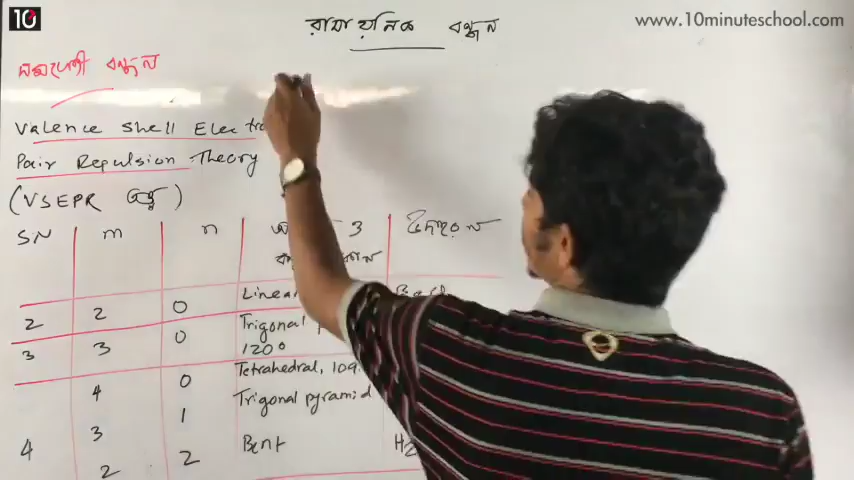 10
www.10minuteschool.com
রাসায়নিক বন্ধন
সমযোজী বন্ধন
Valence Shell Electro
Pair Repulsion Theory
(VSEPR তত্ত্ব)
SN m n ও উদাহরণ
2 2 0 Linear
3 3 0 Trigonal
120°
4 0 Tetrahedral, 109.
3 1 Trigonal pyramid
4 2 2 Bent H2